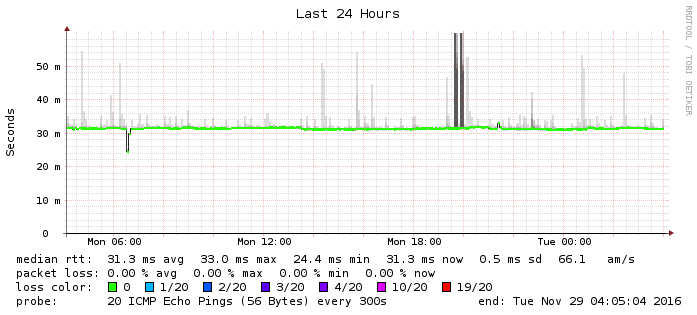 Last 24 Hours
RRDTOOL / TOBI OETIKER
Seconds
50 m
40 m
30 m
20 m
10 m
0
Mon 06:00 Mon 12:00 Mon 18:00 Tue 00:00
median rtt: 31.3 ms avg 33.0 ms max 24.4 ms min 31.3 ms now 0.5 ms sd 66.1 am/s
packet loss: 0.00 % avg 0.00 % max 0.00 % min 0.00 % now
loss color: 0 1/20 2/20 3/20 4/20 10/20 19/20
probe: 20 ICMP Echo Pings (56 Bytes) every 300s end: Tue Nov 29 04:05:04 2016